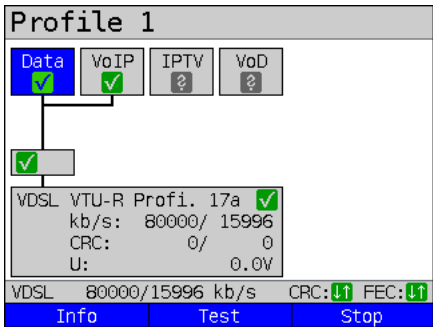 Profile 1
Data VoIP IPTV VoD
VDSL VTU-R Profi. 17a
kb/s: 80000/ 15996
CRC: 0/ 0
U: 0.0V
VDSL 80000/15996 kb/s CRC: FEC:
Info Test Stop